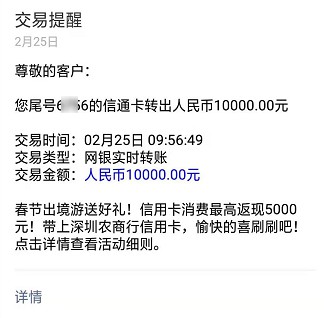 交易提醒
2月25日
尊敬的客户：
您尾号6 56的信通卡转出人民币10000.00元
交易时间：02月25日 09:56:49
交易类型：网银实时转账
交易金额：人民币10000.00元
春节出境游送好礼！信用卡消费最高返现5000
元！带上深圳农商行信用卡，愉快的喜刷刷吧！
点击详情查看活动细则。
详情